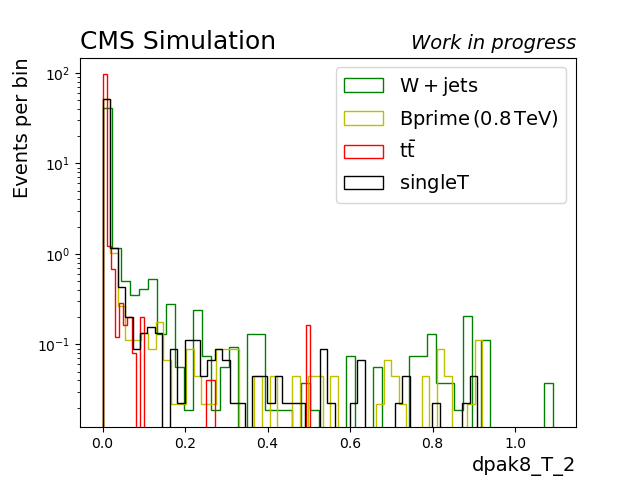 CMS Simulation
Work in progress
Events per bin
10²
10¹
10⁰
10⁻¹
W + jets
Bprime (0.8 TeV)
tt̄
singleT
0.0 0.2 0.4 0.6 0.8 1.0
dpak8_T_2